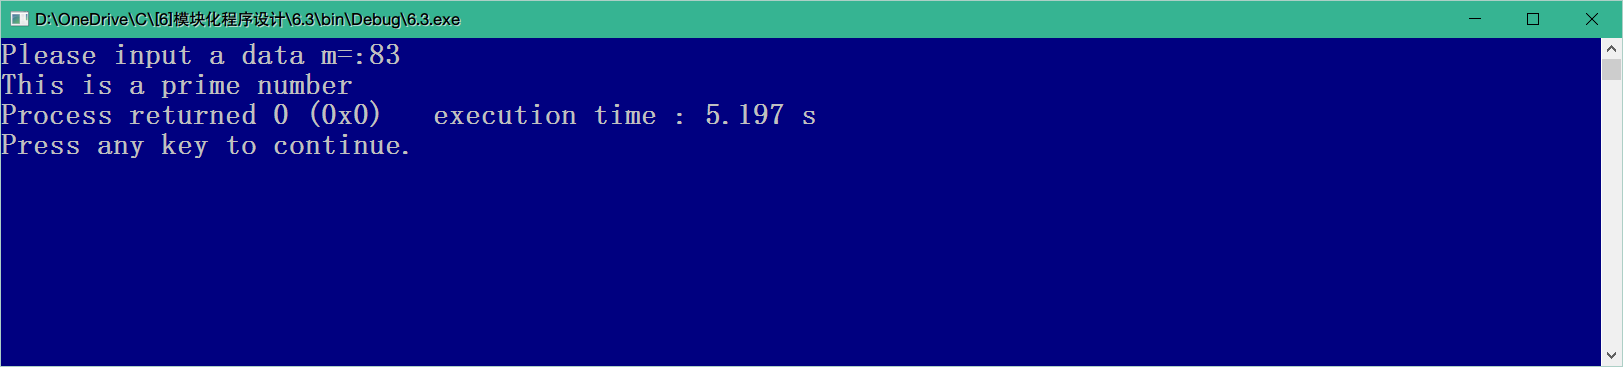 D:\OneDrive\C\[6]模块化程序设计\6.3\bin\Debug\6.3.exe
Please input a data m=:83
This is a prime number
Process returned 0 (0x0)   execution time : 5.197 s
Press any key to continue.